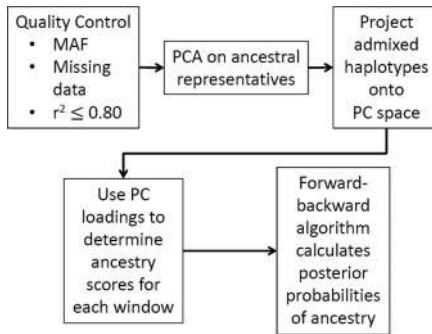 Quality Control
• MAF
• Missing
data
• r² ≤ 0.80
PCA on ancestral
representatives
Project
admixed
haplotypes
onto
PC space
Use PC
loadings to
determine
ancestry
scores for
each window
Forward-
backward
algorithm
calculates
posterior
probabilities
of ancestry